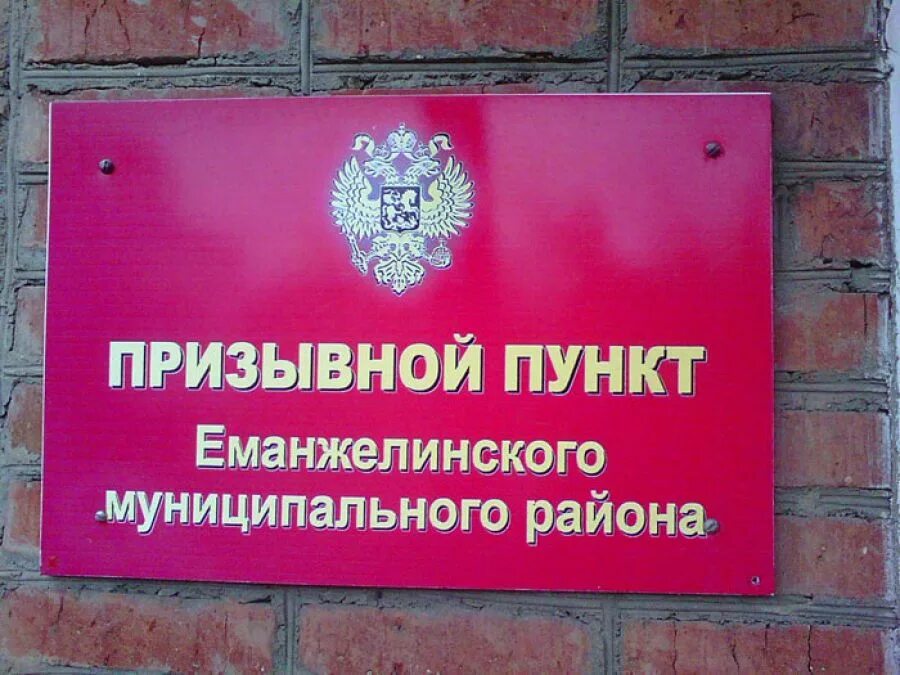 ПРИЗЫВНОЙ ПУНКТ
Еманжелинского
муниципального района